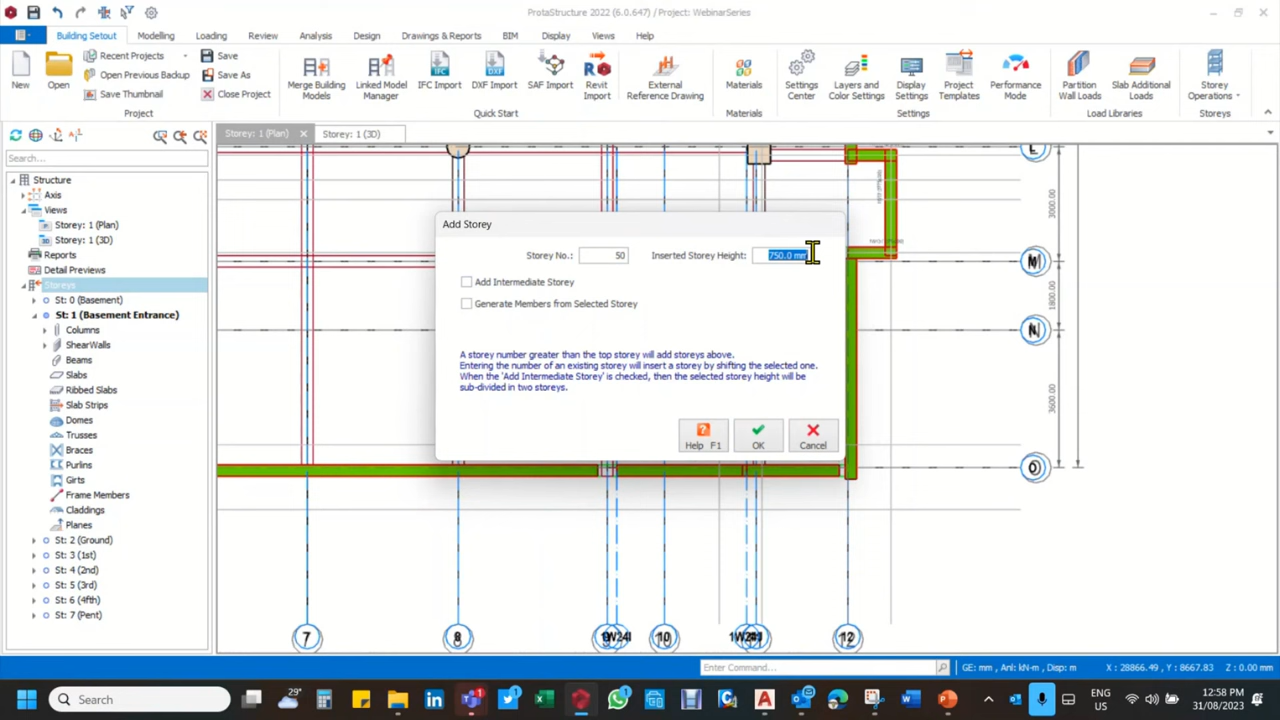 ProtaStructure 2022 (6.0.647) / Project: WebinarSeries
Building Setout Modelling Loading Review Analysis Design Drawings & Reports BIM Display Views Help
New
Open
Recent Projects
Open Previous Backup
Save Thumbnail
Save
Save As
Close Project
Merge Building Models
Linked Model Manager
IFC Import
DXF Import
SAF Import
Revit Import
External Reference Drawing
Materials
Settings Center
Layers and Color Settings
Display Settings
Project Templates
Performance Mode
Partition Wall Loads
Slab Additional Loads
Storey Operations
Project
Quick Start
Materials
Settings
Load Libraries
Storeys
Storey: 1 (Plan)
Storey: 1 (3D)
Search...
Structure
Axis
Views
Storey: 1 (Plan)
Storey: 1 (3D)
Reports
Detail Previews
Storeys
St: 0 (Basement)
St: 1 (Basement Entrance)
Columns
ShearWalls
Beams
Slabs
Ribbed Slabs
Slab Strips
Domes
Trusses
Braces
Purlins
Girts
Frame Members
Claddings
Planes
St: 2 (Ground)
St: 3 (1st)
St: 4 (2nd)
St: 5 (3rd)
St: 6 (4fth)
St: 7 (Pent)
Add Storey
Storey No.: 50
Inserted Storey Height: 750.0 mm
Add Intermediate Storey
Generate Members from Selected Storey
A storey number greater than the top storey will add storeys above.
Entering the number of an existing storey will insert a storey by shifting the selected one.
When the 'Add Intermediate Storey' is checked, then the selected storey height will be
sub-divided in two storeys.
Help F1
OK
Cancel
3000.00
M
1800.00
N
3600.00
O
7
8
10
12
Enter Command...
GE: mm, Anl: kN-m, Disp: m
X : 28866.49, Y : 8667.83
Z : 0.00 mm
Search
29°
ENG
US
12:58 PM
31/08/2023